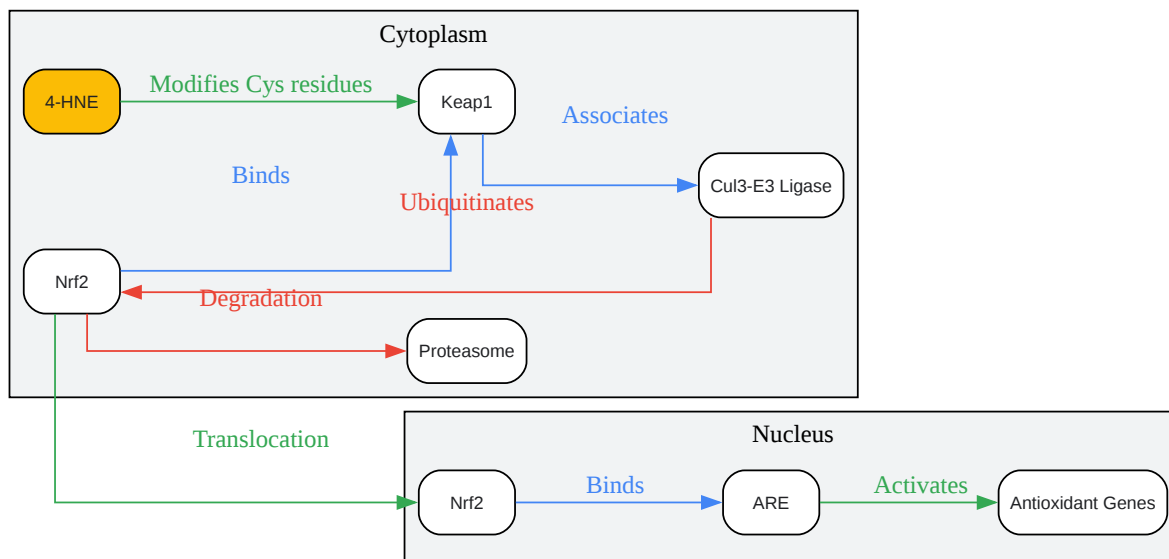 Cytoplasm
4-HNE
Modifies Cys residues
Keap1
Associates
Binds
Cul3-E3 Ligase
Ubiquitinates
Nrf2
Degradation
Proteasome
Translocation
Nucleus
Nrf2
Binds
ARE
Activates
Antioxidant Genes